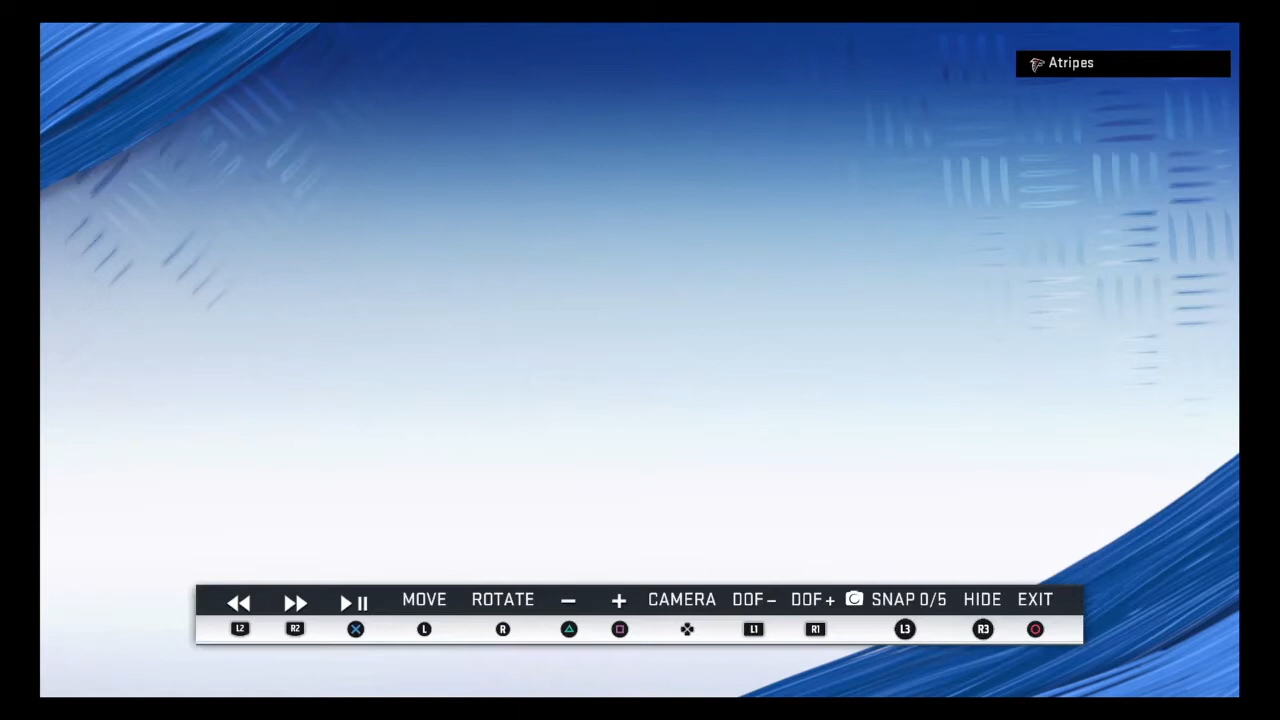 Atripes
MOVE ROTATE − + CAMERA DOF− DOF+ SNAP 0/5 HIDE EXIT
L2 R2 L R L1 R1 L3 R3